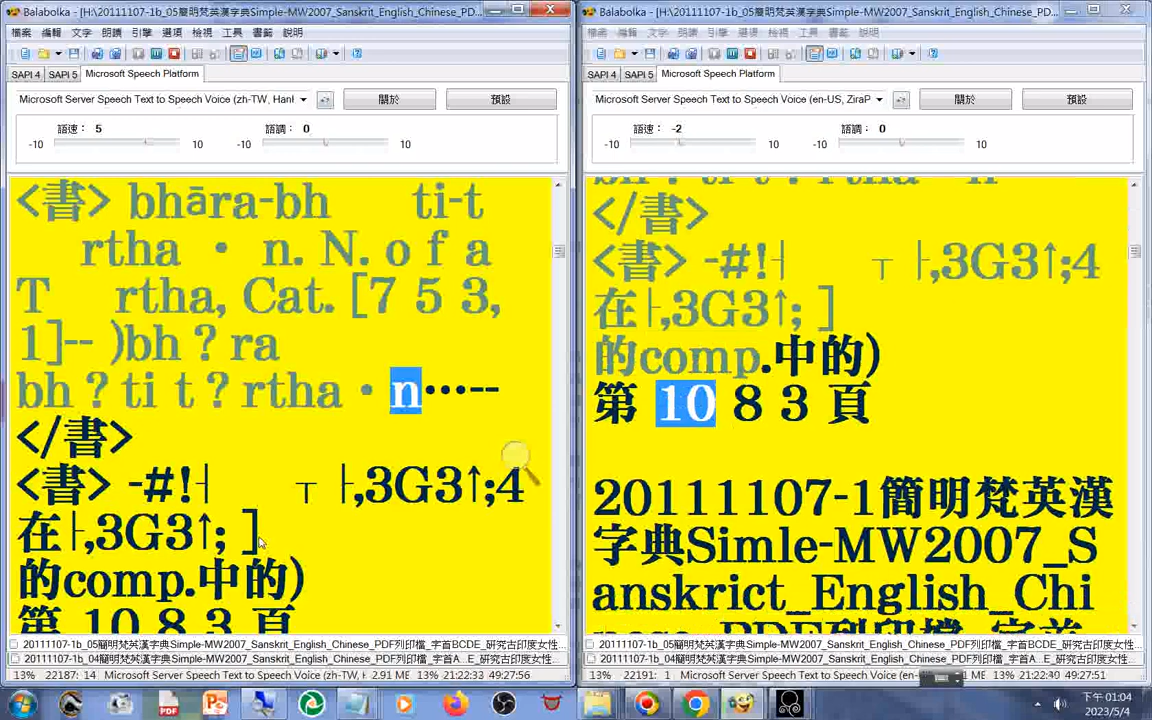 Balabolka - [H:\20111107-1b_05簡明梵英漢字典Simple-MW2007_Sanskrit_English_Chinese_PD...
檔案 編輯 文字 朗讀 引擎 選項 檢視 工具 書籤 說明
SAPI 4 SAPI 5 Microsoft Speech Platform
Microsoft Server Speech Text to Speech Voice (zh-TW, HanI
關於 預設
語速： 5 語調： 0
-10 10 -10 10
<書> bhāra-bh ti-t
rtha · n. N. o f a
T rtha, Cat. [7 5 3,
1]-- )bh ? ra
bh ? ti t ? rtha · n···--
</書>
<書> -#!┤ ┬ ├,3G3↑;4
在├,3G3↑; ]
的comp.中的)
第 10 8 3 頁
20111107-1b_05簡明梵英漢字典Simple-MW2007_Sanskrit_English_Chinese_PDF列印檔_字首BCDE_研究古印度女性...
20111107-1b_04簡明梵英漢字典Simple-MW2007_Sanskrit_English_Chinese_PDF列印檔_字首A...E_研究古印度女性...
13% 22187: 14 Microsoft Server Speech Text to Speech Voice (zh-TW, H 2.91 MB 13% 21:22:33 49:27:56
Balabolka - [H:\20111107-1b_05簡明梵英漢字典Simple-MW2007_Sanskrit_English_Chinese_PD...
檔案 編輯 文字 朗讀 引擎 選項 檢視 工具 書籤 說明
SAPI 4 SAPI 5 Microsoft Speech Platform
Microsoft Server Speech Text to Speech Voice (en-US, ZiraP
關於 預設
語速： -2 語調： 0
-10 10 -10 10
</書>
<書> -#!┤ ┬ ├,3G3↑;4
在├,3G3↑; ]
的comp.中的)
第 10 8 3 頁
20111107-1簡明梵英漢
字典Simle-MW2007_S
anskrict_English_Chi
20111107-1b_05簡明梵英漢字典Simple-MW2007_Sanskrit_English_Chinese_PDF列印檔_字首BCDE_研究古印度女性...
20111107-1b_04簡明梵英漢字典Simple-MW2007_Sanskrit_English_Chinese_PDF列印檔_字首A...E_研究古印度女性...
13% 22191: 1 Microsoft Server Speech Text to Speech Voice 13% 21:22:40 49:27:51
下午 01:04
2023/5/4